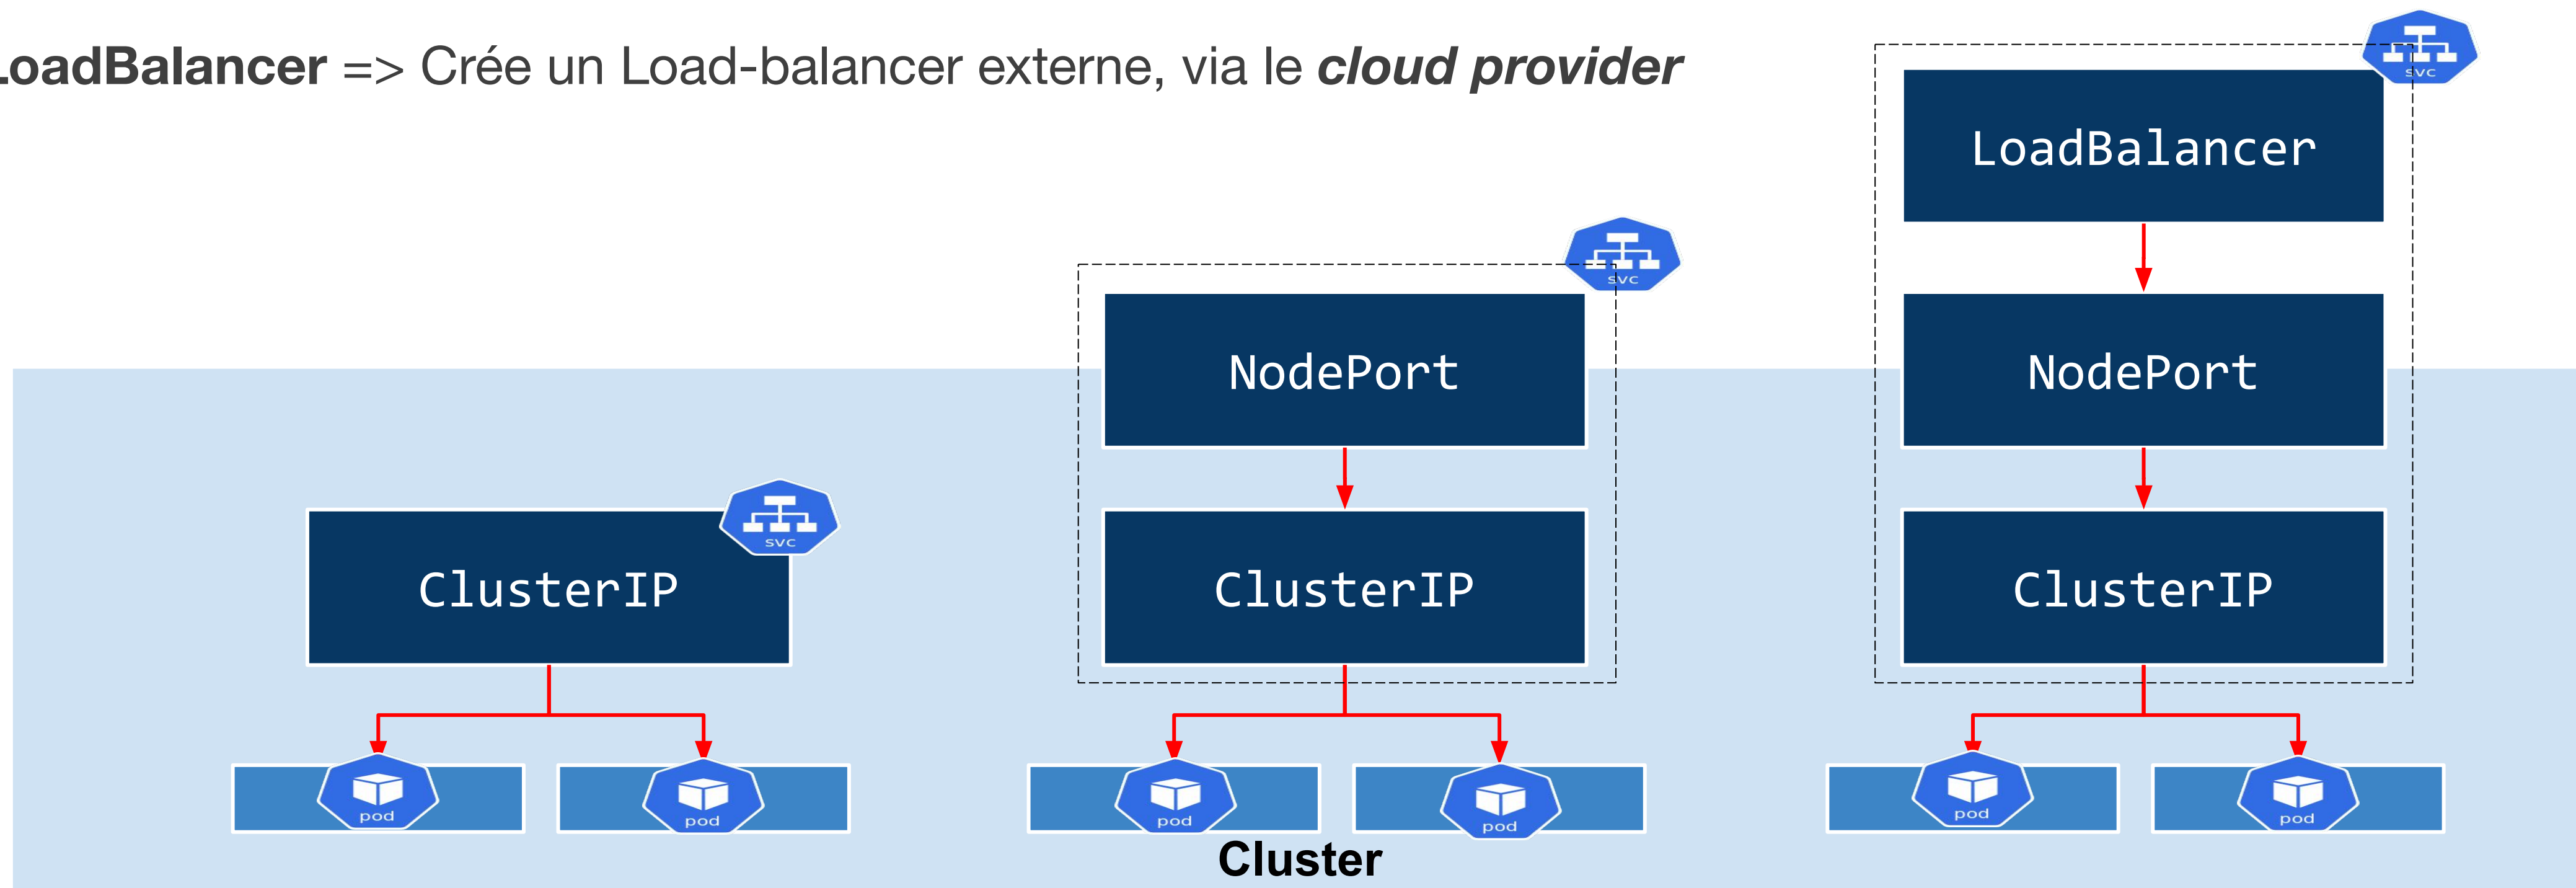 LoadBalancer => Crée un Load-balancer externe, via le cloud provider
svc
LoadBalancer
svc
NodePort
NodePort
svc
ClusterIP
ClusterIP
ClusterIP
pod
pod
pod
pod
pod
pod
Cluster